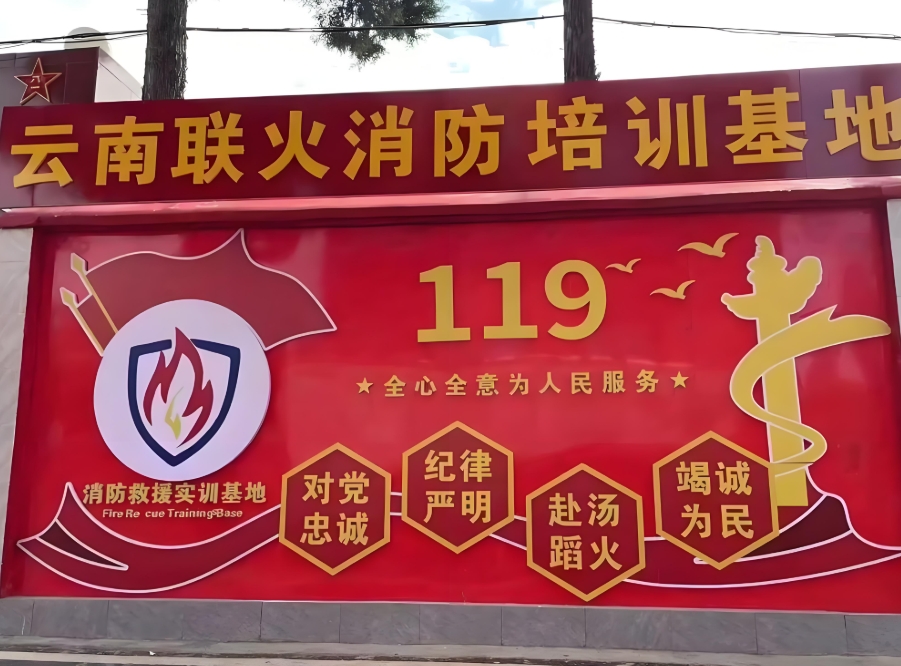 八一
云南联火消防培训基地
119
全心全意为人民服务
消防救援实训基地
Fire Re cue Training Base
对党
忠诚
纪律
严明
赴汤
蹈火
竭诚
为民